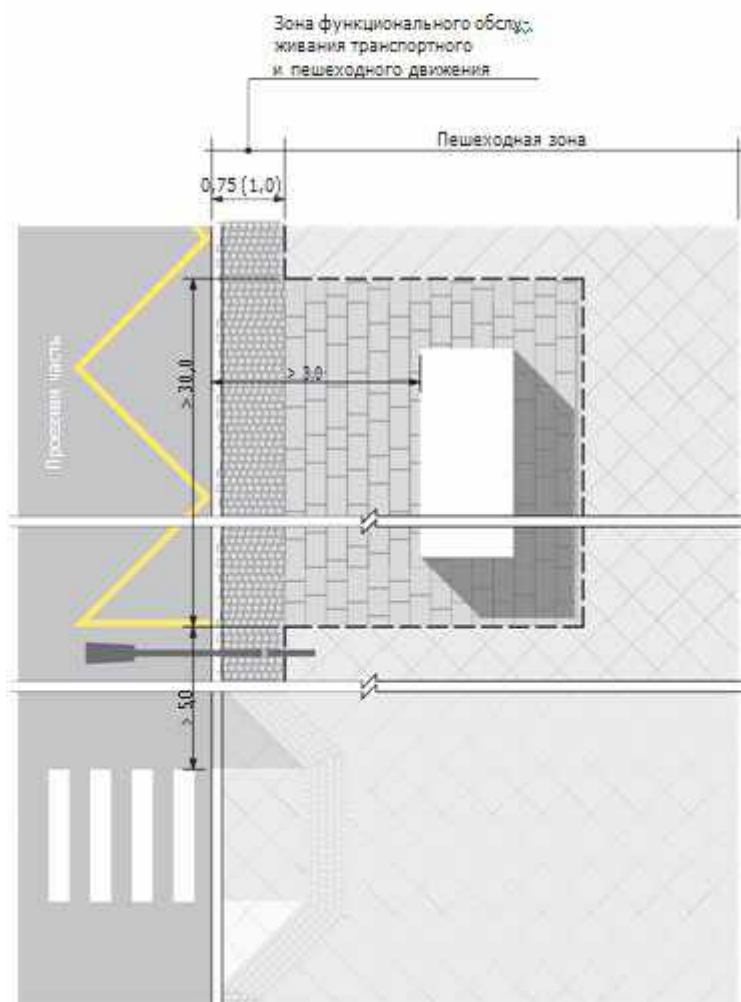 Зона функционального обслу-
живания транспортного
и пешеходного движения
Пешеходная зона
0,75 (1,0)
Проезжая часть
> 30,0
> 3,0
> 5,0